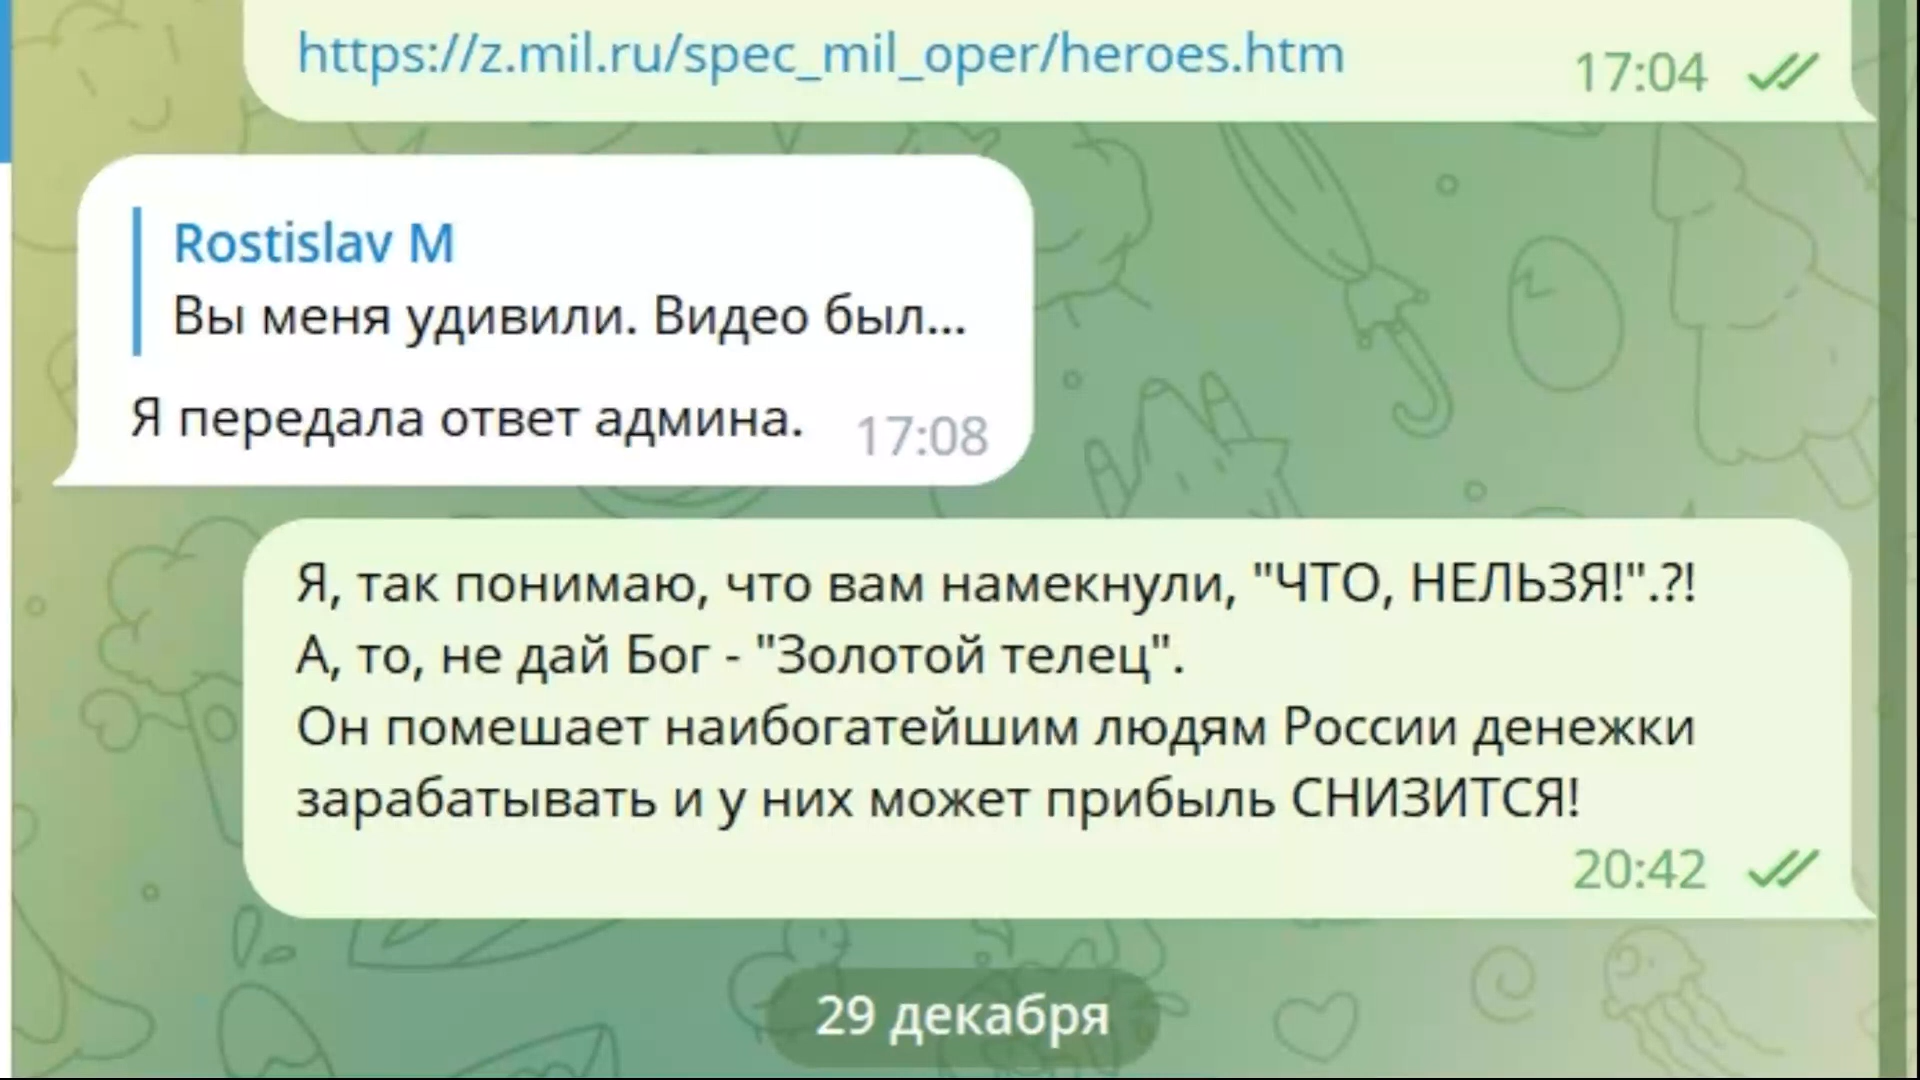 https://z.mil.ru/spec_mil_oper/heroes.htm
17:04
Rostislav M
Вы меня удивили. Видео был...
Я передала ответ админа.
17:08
Я, так понимаю, что вам намекнули, "ЧТО, НЕЛЬЗЯ!".?!
А, то, не дай Бог - "Золотой телец".
Он помешает наибогатейшим людям России денежки
зарабатывать и у них может прибыль СНИЗИТСЯ!
20:42
29 декабря